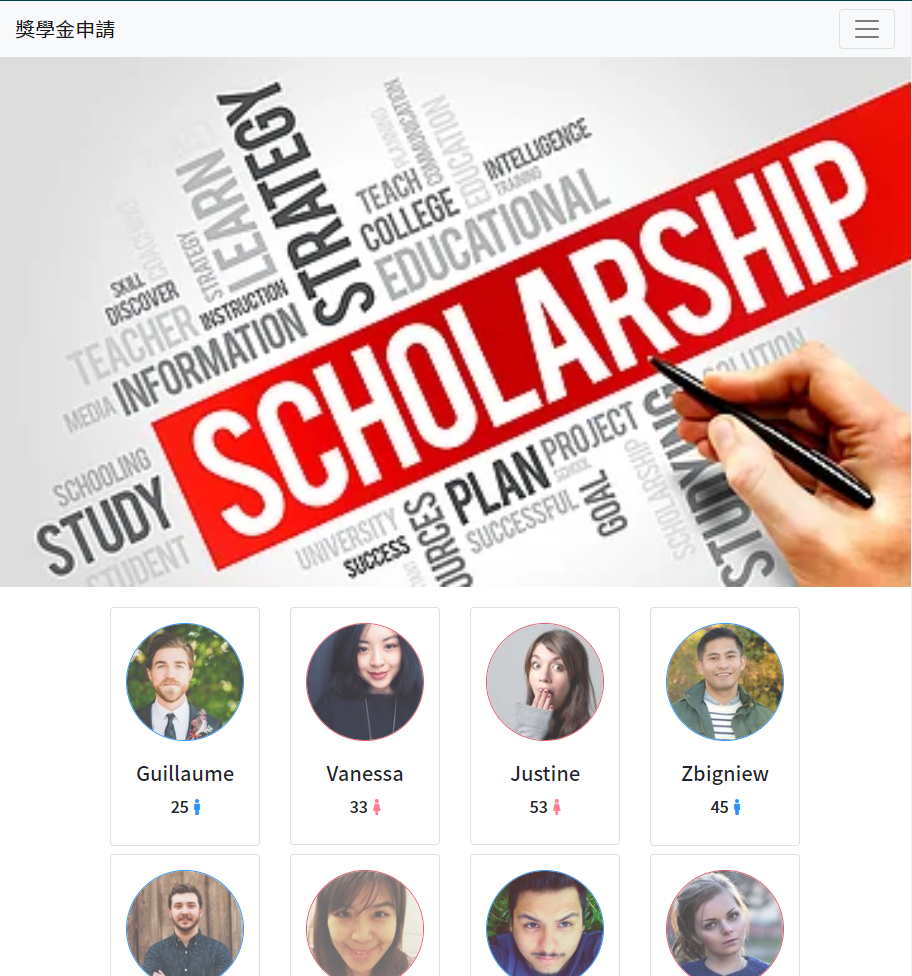 獎學金申請
STRATEGY
LEARN
COACHING
STRATEGY
SKILL
DISCOVER
INSTRUCTION
TEACHER
INFORMATION
MEDIA
PLANNING
COMMUNICATION
EDUCATION
TEACH
COLLEGE
INTELLIGENCE
TRAINING
EDUCATIONAL
SCHOLARSHIP
SOLUTION
SCHOOLING
STUDY
STUDENT
UNIVERSITY
SUCCESS
URCES
PLAN
PROJECT
SCHOOL
SUCCESSFUL
GOAL
SCHOLARSHIP
STUDYING
Guillaume
Vanessa
Justine
Zbigniew
25
33
53
45